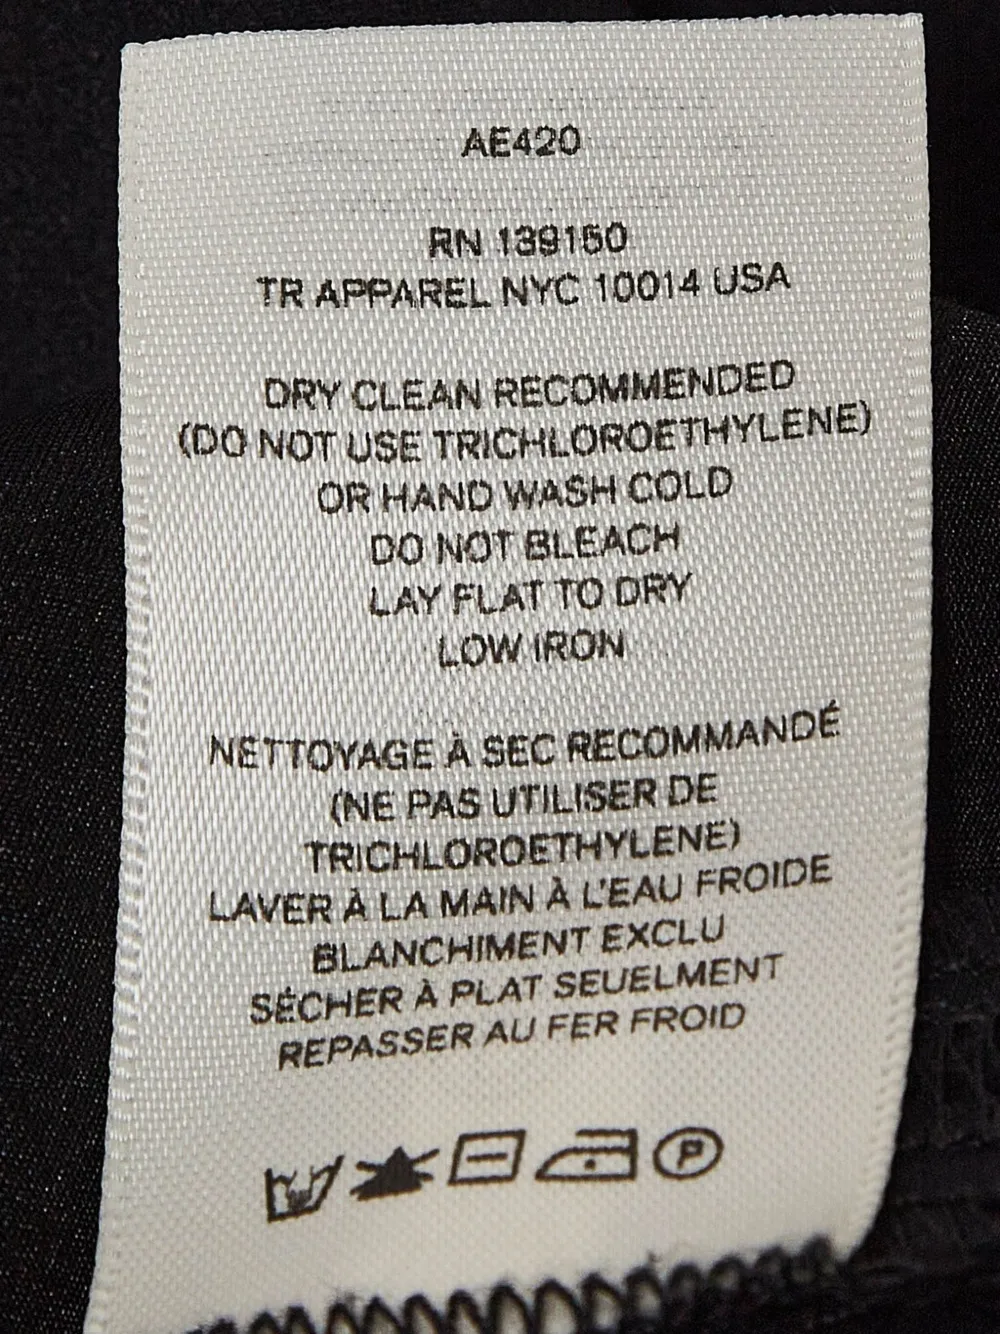 AE420
RN 139150
TR APPAREL NYC 10014 USA
DRY CLEAN RECOMMENDED
(DO NOT USE TRICHLOROETHYLENE)
OR HAND WASH COLD
DO NOT BLEACH
LAY FLAT TO DRY
LOW IRON
NETTOYAGE À SEC RECOMMANDÉ
(NE PAS UTILISER DE
TRICHLOROETHYLENE)
LAVER À LA MAIN À L'EAU FROIDE
BLANCHIMENT EXCLU
SÉCHER À PLAT SEUELMENT
REPASSER AU FER FROID
P